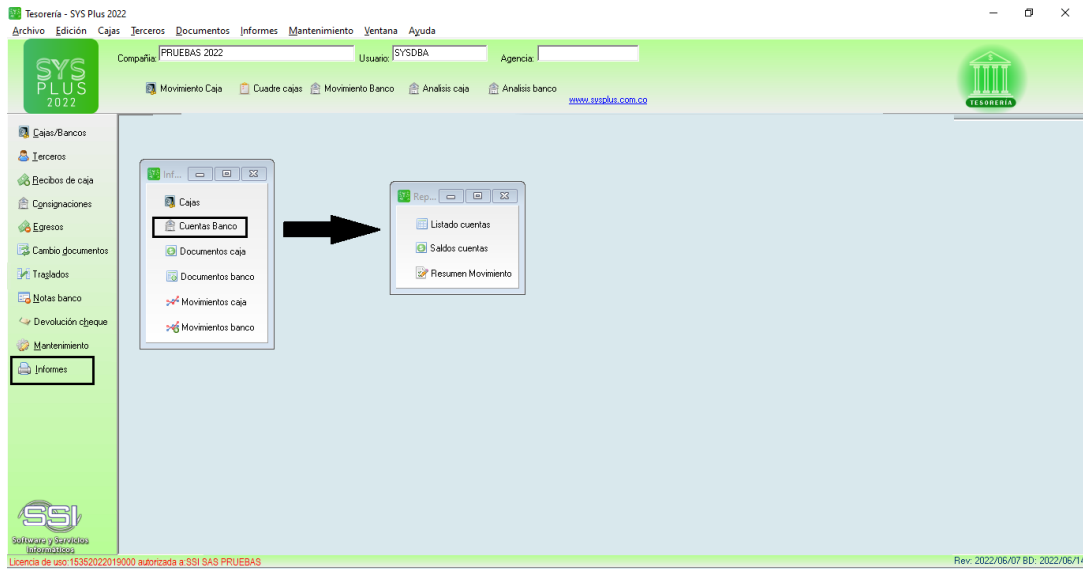 Tesorería - SYS Plus 2022
Archivo Edición Cajas Terceros Documentos Informes Mantenimiento Ventana Ayuda
SYS
PLUS
2022
Compañia: PRUEBAS 2022 Usuario: SYSDBA Agencia:
Movimiento Caja Cuadre cajas Movimiento Banco Analisis caja Analisis banco
www.sysplus.com.co
TESORERÍA
Cajas/Bancos
Terceros
Recibos de caja
Consignaciones
Egresos
Cambio documentos
Traslados
Notas banco
Devolución cheque
Mantenimiento
Informes
Inf...
Cajas
Cuentas Banco
Documentos caja
Documentos banco
Movimientos caja
Movimientos banco
Rep...
Listado cuentas
Saldos cuentas
Resumen Movimiento
SSI
Software y Servicios
Informáticos
Licencia de uso:15352022019000 autorizada a:SSI SAS PRUEBAS
Rev: 2022/06/07 BD: 2022/06/14